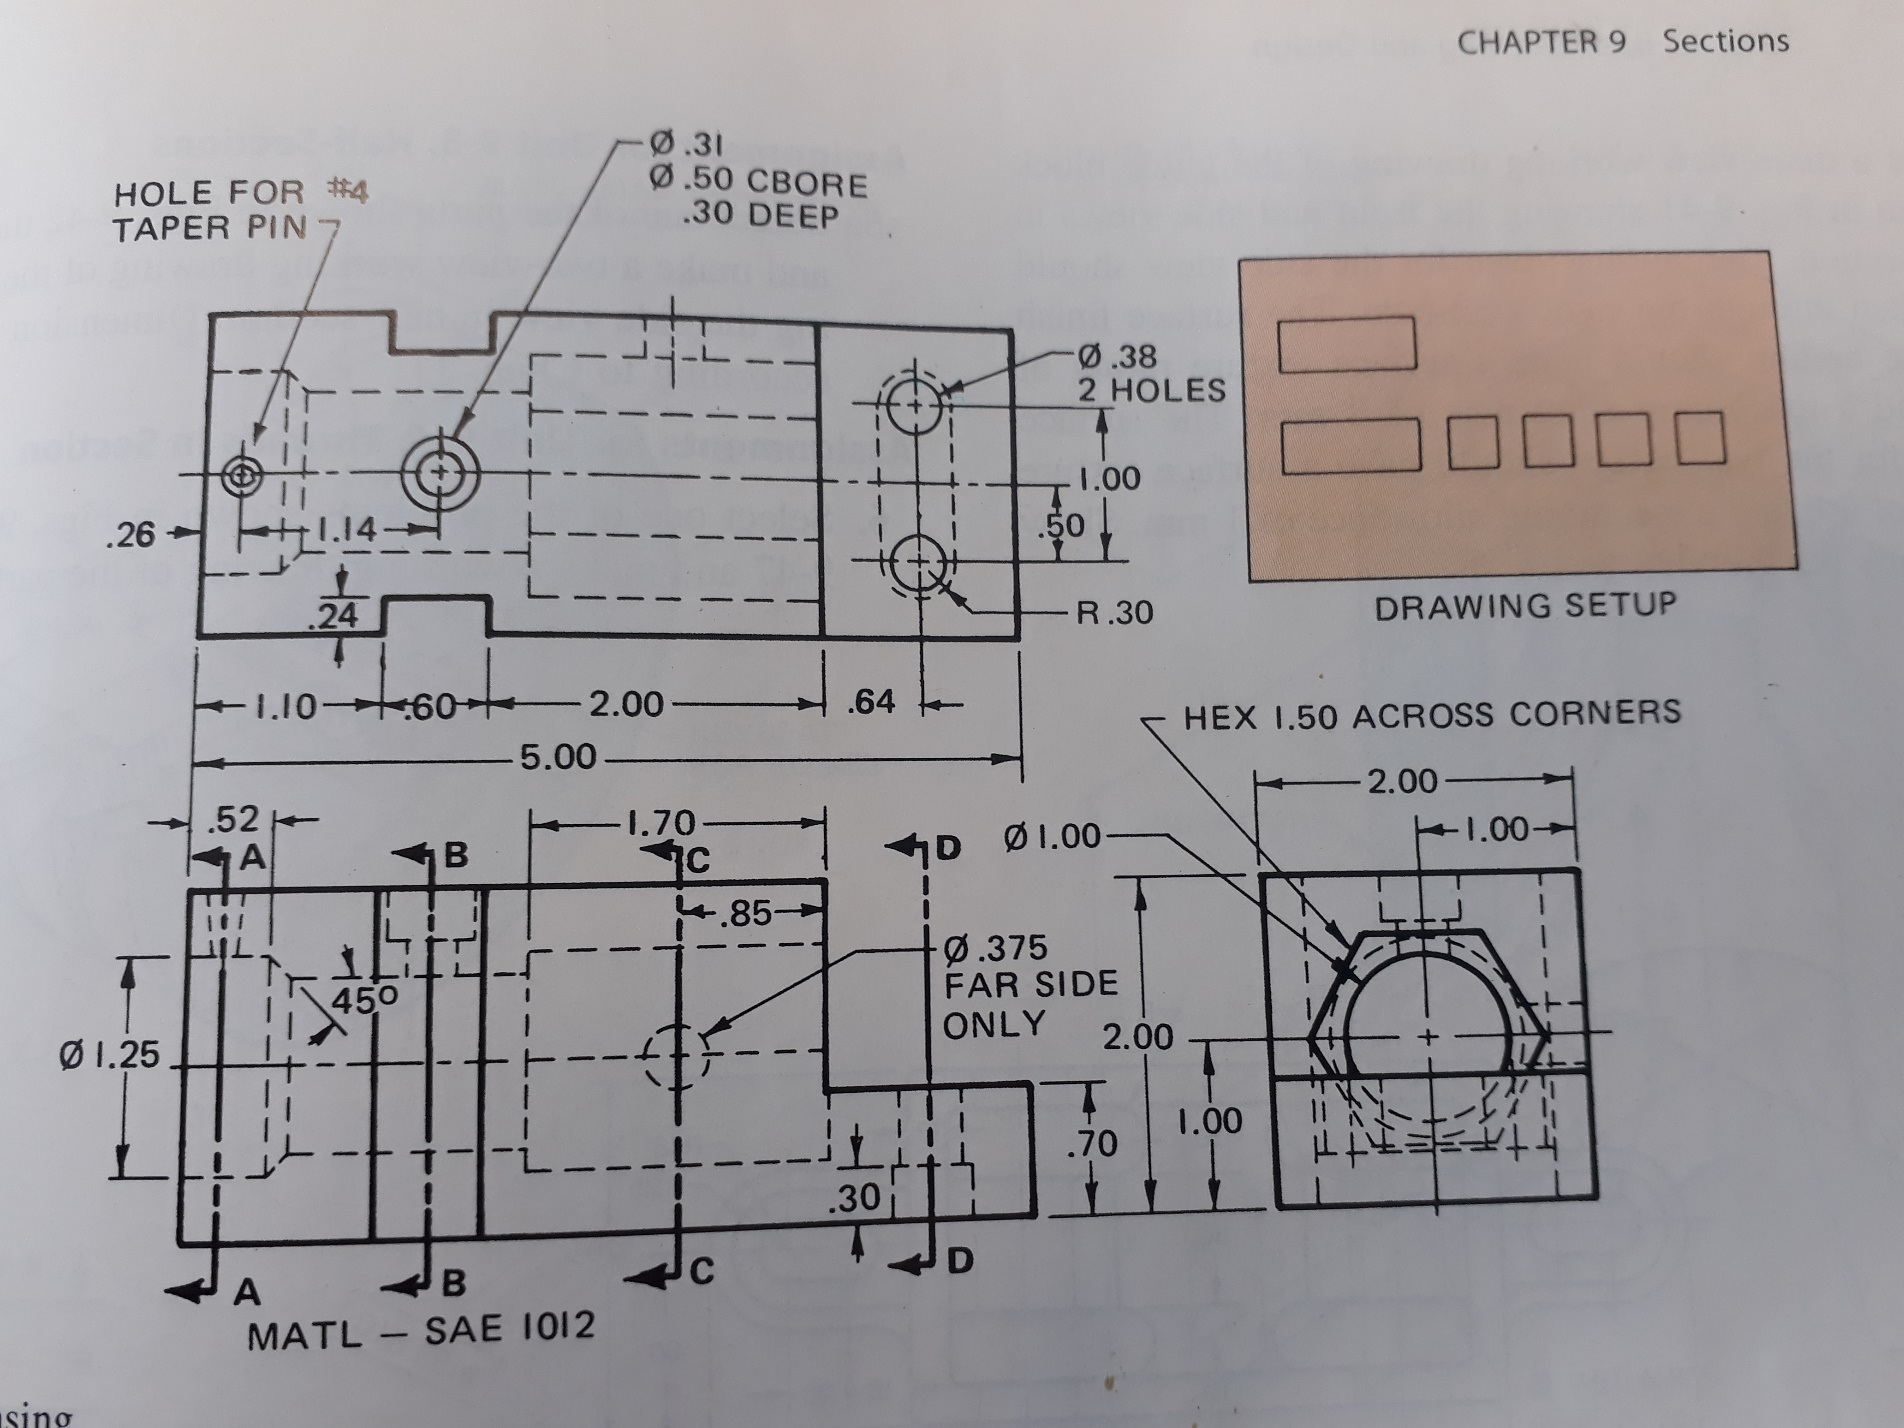 CHAPTER 9 Sections
Ø .31
Ø .50 CBORE
.30 DEEP
HOLE FOR #4
TAPER PIN
Ø .38
2 HOLES
1.00
.50
.26
1.14
.24
R .30
DRAWING SETUP
1.10
.60
2.00
.64
5.00
HEX 1.50 ACROSS CORNERS
2.00
1.00
.52
1.70
Ø 1.00
A
B
C
D
.85
Ø .375
FAR SIDE
ONLY
45º
Ø 1.25
2.00
1.00
.70
.30
A
B
C
D
MATL – SAE 1012